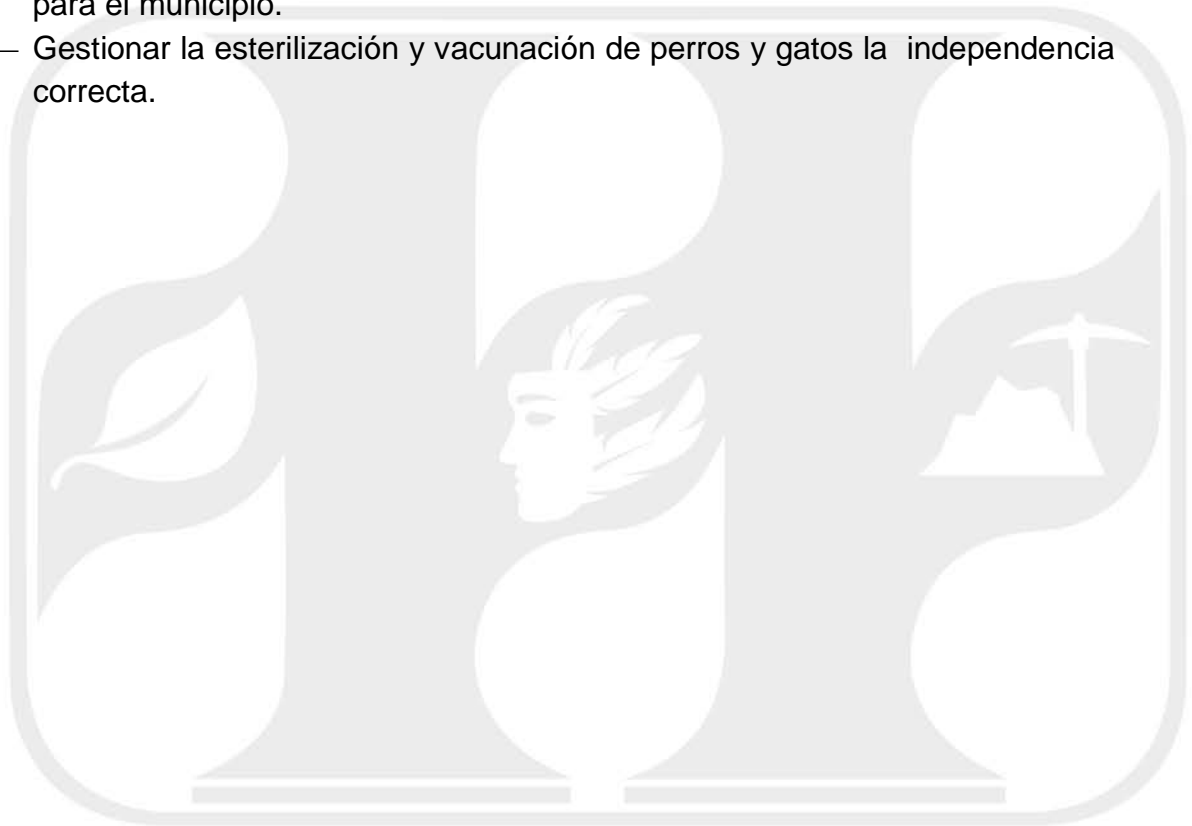 para el municipio.
– Gestionar la esterilización y vacunación de perros y gatos la  independencia
correcta.